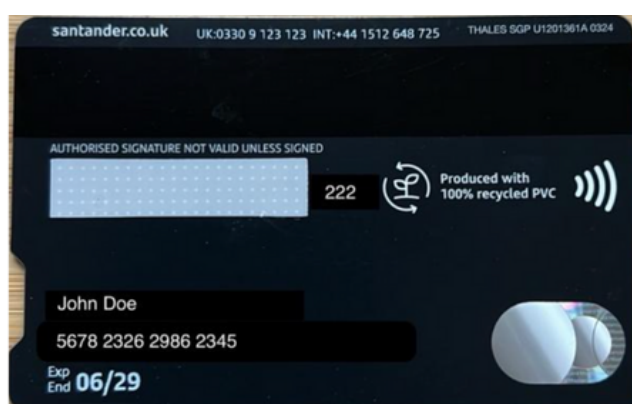 santander.co.uk UK:0330 9 123 123 INT:+44 1512 648 725 THALES SGP U1201361A 0324
AUTHORISED SIGNATURE NOT VALID UNLESS SIGNED
222
Produced with
100% recycled PVC
John Doe
5678 2326 2986 2345
Exp
End 06/29